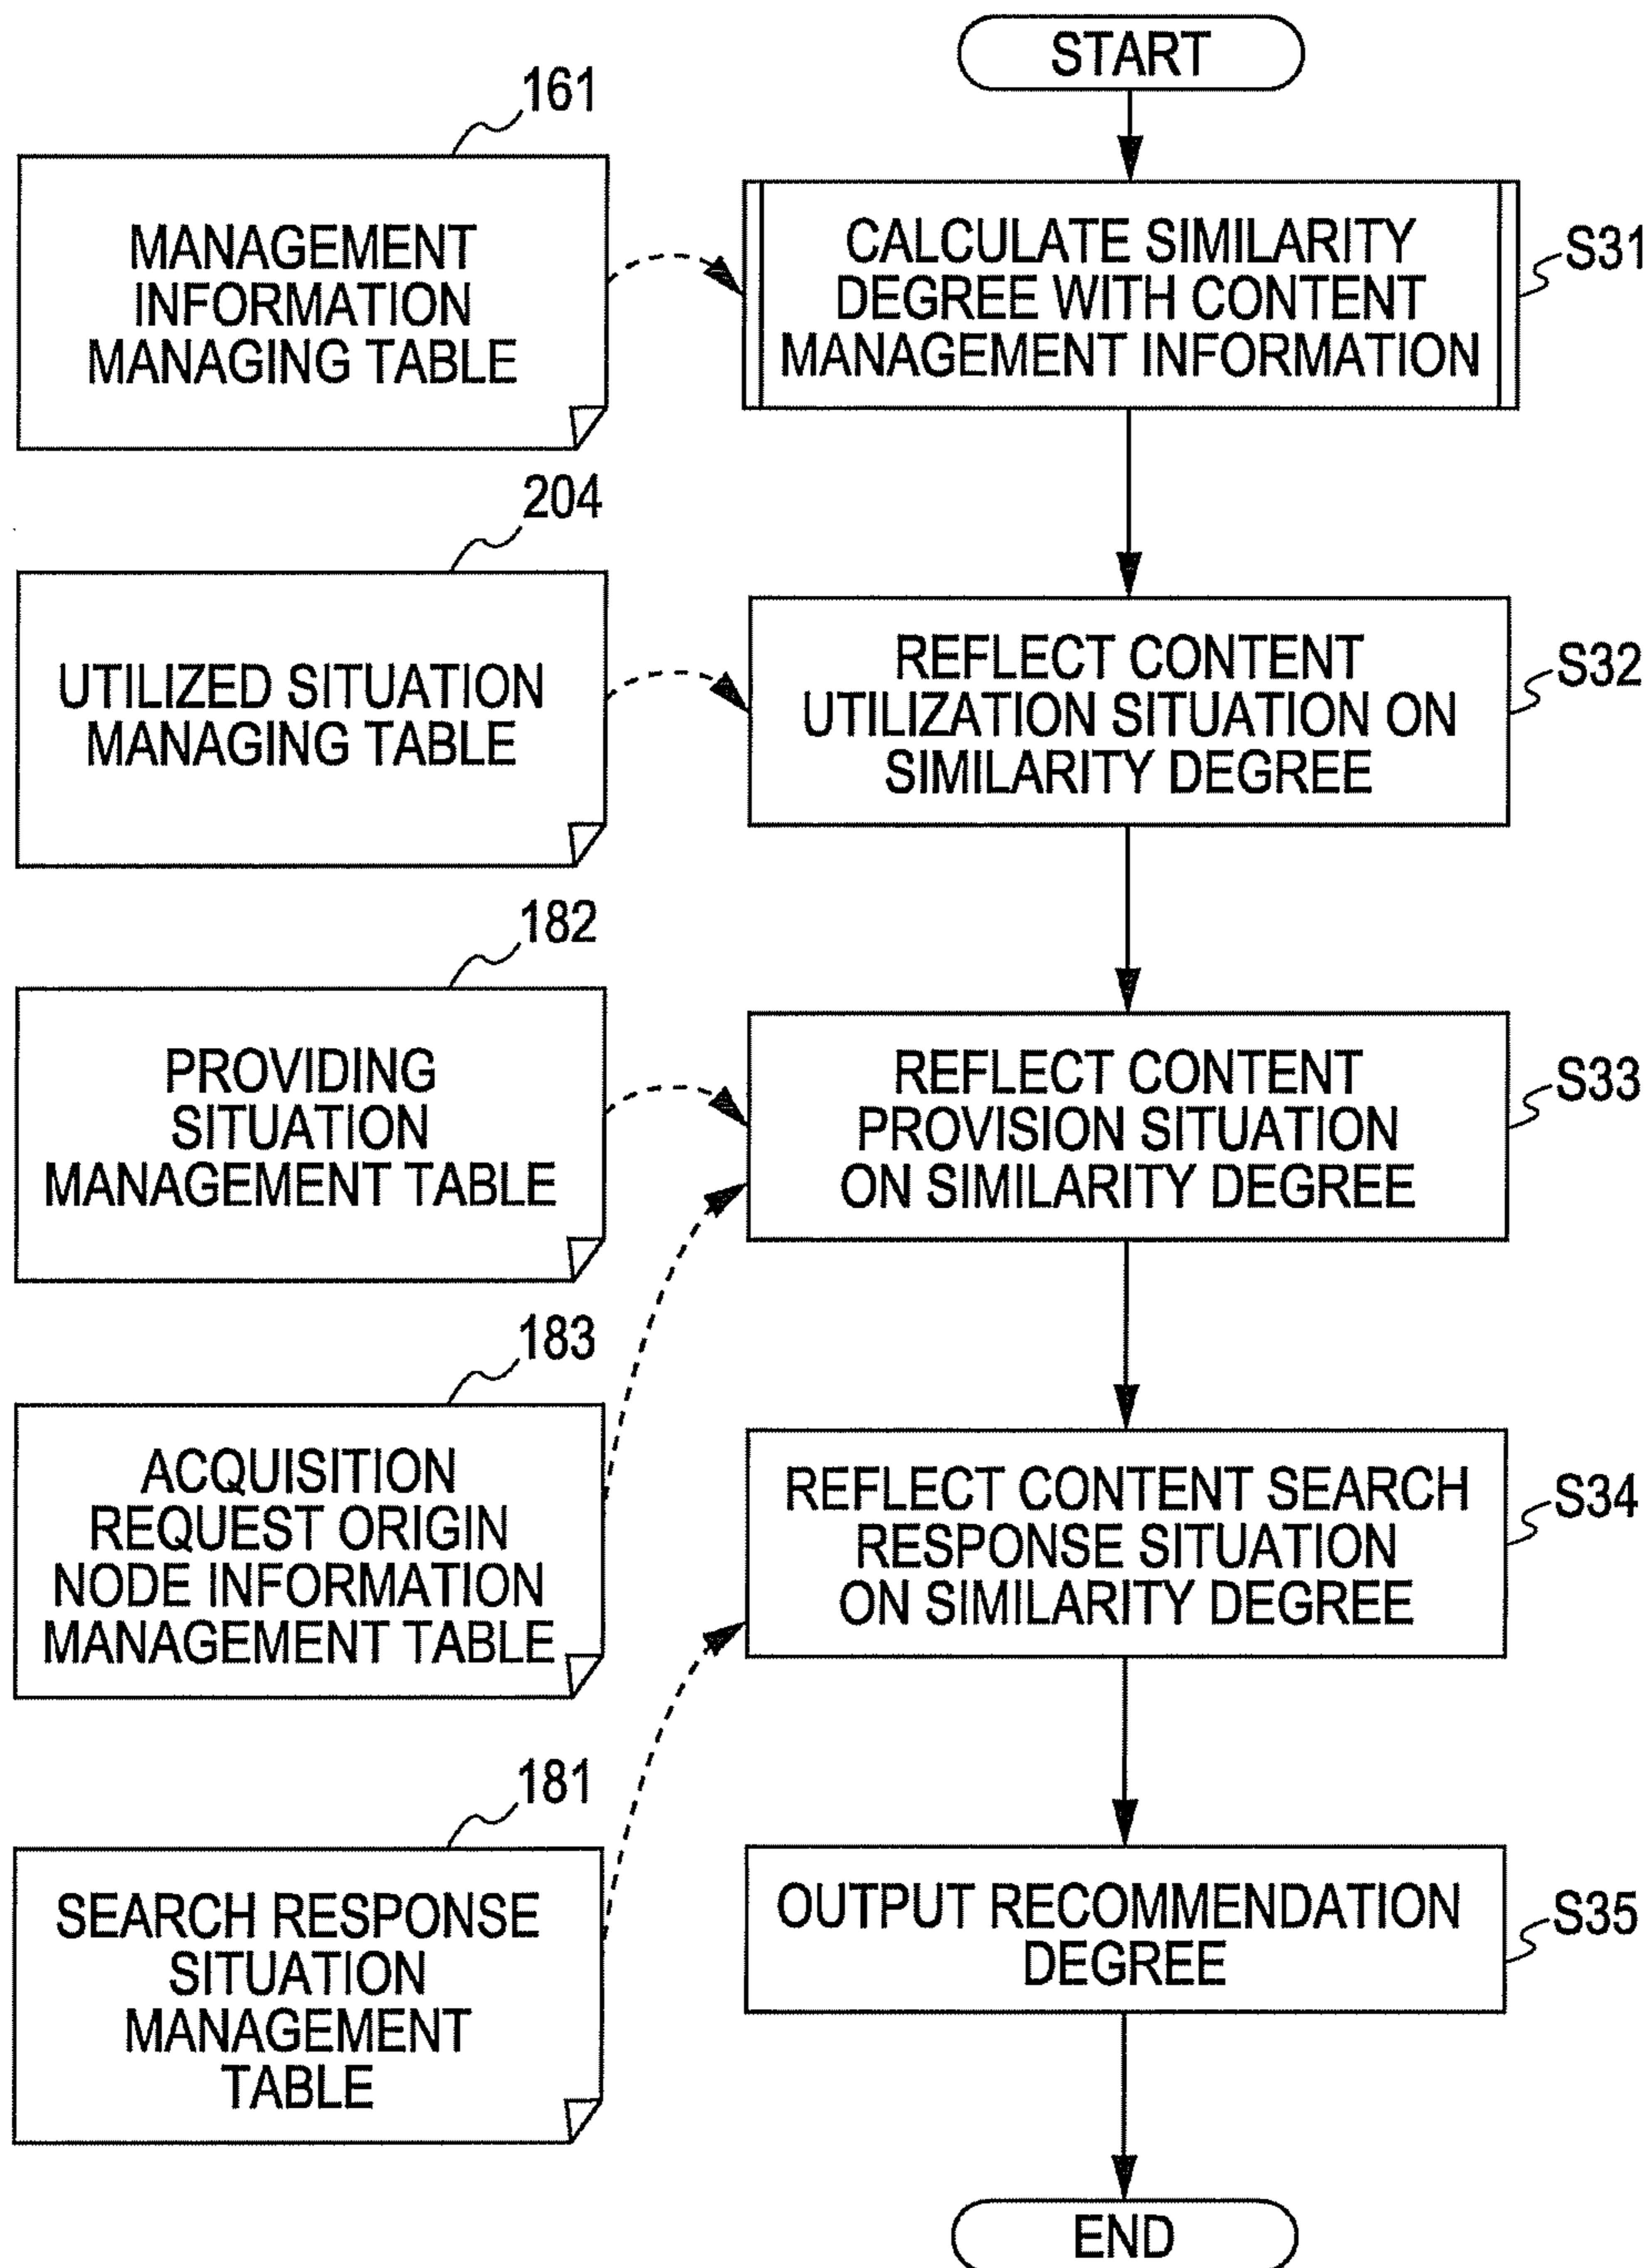 START
161
MANAGEMENT
INFORMATION
MANAGING TABLE
CALCULATE SIMILARITY
DEGREE WITH CONTENT
MANAGEMENT INFORMATION
S31
204
UTILIZED SITUATION
MANAGING TABLE
REFLECT CONTENT
UTILIZATION SITUATION ON
SIMILARITY DEGREE
S32
182
PROVIDING
SITUATION
MANAGEMENT TABLE
REFLECT CONTENT
PROVISION SITUATION
ON SIMILARITY DEGREE
S33
183
ACQUISITION
REQUEST ORIGIN
NODE INFORMATION
MANAGEMENT TABLE
REFLECT CONTENT SEARCH
RESPONSE SITUATION
ON SIMILARITY DEGREE
S34
181
SEARCH RESPONSE
SITUATION
MANAGEMENT
TABLE
OUTPUT RECOMMENDATION
DEGREE
S35
END